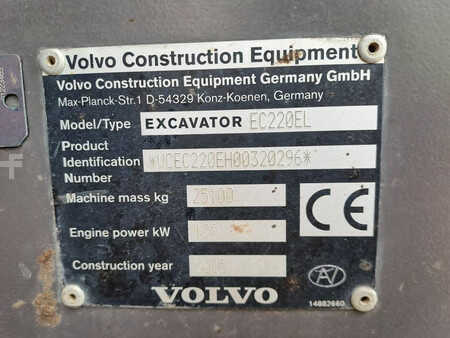 Volvo Construction Equipment
Volvo Construction Equipment Germany GmbH
Max-Planck-Str.1 D-54329 Konz-Koenen, Germany
Model/Type EXCAVATOR EC220EL
Product
Identification *VCEC220EH00320296*
Number
Machine mass kg 25100
Engine power kW
Construction year
CE
VOLVO
14882660